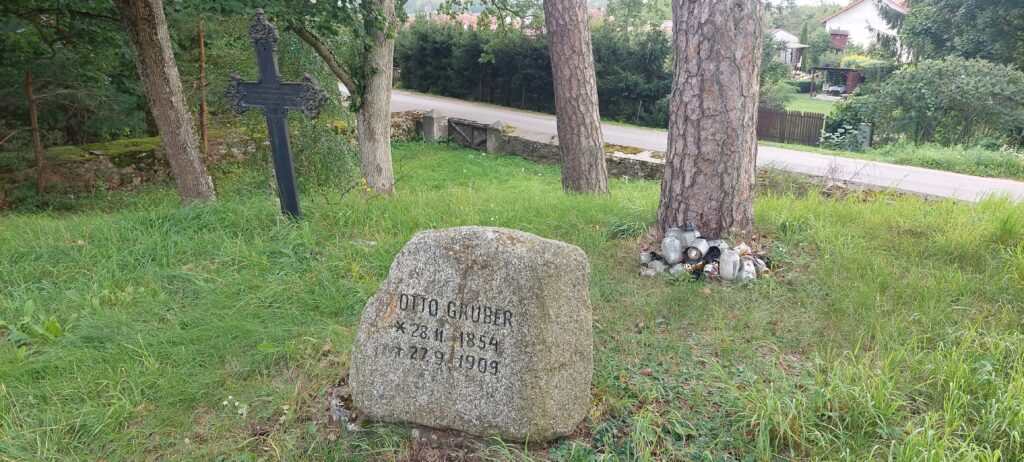 OTTO GRUBER
* 28.11. 1854
† 27.9. 1909